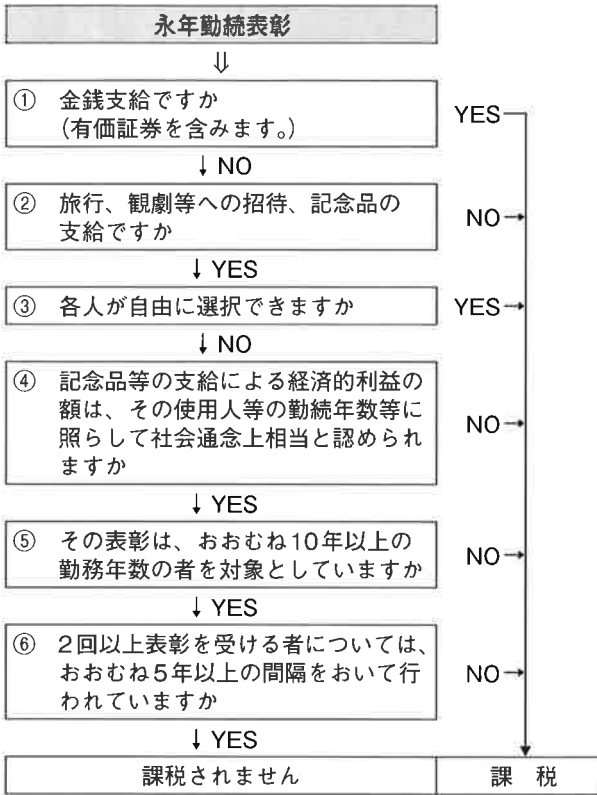 永年勤続表彰
⇓
① 金銭支給ですか
(有価証券を含みます。)
YES
↓ NO
② 旅行、観劇等への招待、記念品の
支給ですか
NO→
↓ YES
③ 各人が自由に選択できますか
YES→
↓ NO
④ 記念品等の支給による経済的利益の
額は、その使用人等の勤続年数等に
照らして社会通念上相当と認められ
ますか
NO→
↓ YES
⑤ その表彰は、おおむね10年以上の
勤務年数の者を対象としていますか
NO→
↓ YES
⑥ 2回以上表彰を受ける者については、
おおむね5年以上の間隔をおいて行
われていますか
NO→
↓ YES
課税されません
課 税